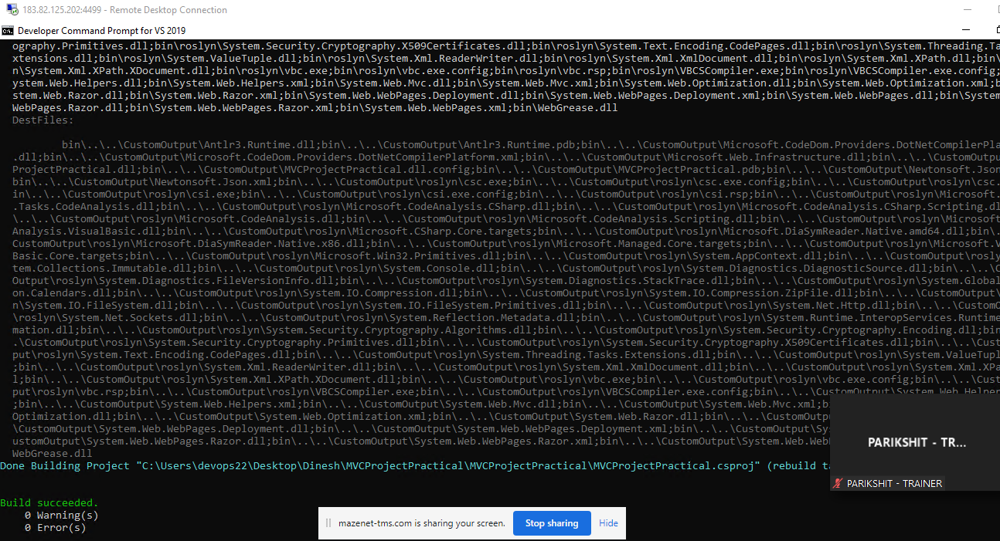 183.82.125.202:4499 - Remote Desktop Connection
Developer Command Prompt for VS 2019
ography.Primitives.dll;bin\roslyn\System.Security.Cryptography.X509Certificates.dll;bin\roslyn\System.Text.Encoding.CodePages.dll;bin\roslyn\System.Threading.Ta
xtensions.dll;bin\roslyn\System.ValueTuple.dll;bin\roslyn\System.Xml.ReaderWriter.dll;bin\roslyn\System.Xml.XmlDocument.dll;bin\roslyn\System.Xml.XPath.dll;bin\
n\System.Xml.XPath.XDocument.dll;bin\roslyn\vbc.exe;bin\roslyn\vbc.exe.config;bin\roslyn\vbc.rsp;bin\roslyn\VBCSCompiler.exe;bin\roslyn\VBCSCompiler.exe.config;
ystem.Web.Helpers.dll;bin\System.Web.Helpers.xml;bin\System.Web.Mvc.dll;bin\System.Web.Mvc.xml;bin\System.Web.Optimization.dll;bin\System.Web.Optimization.xml;b
stem.Web.Razor.dll;bin\System.Web.Razor.xml;bin\System.Web.WebPages.Deployment.dll;bin\System.Web.WebPages.Deployment.xml;bin\System.Web.WebPages.dll;bin\System
WebPages.Razor.dll;bin\System.Web.WebPages.Razor.xml;bin\System.Web.WebPages.xml;bin\WebGrease.dll
DestFiles:
bin\..\..\CustomOutput\Antlr3.Runtime.dll;bin\..\..\CustomOutput\Antlr3.Runtime.pdb;bin\..\..\CustomOutput\Microsoft.CodeDom.Providers.DotNetCompilerPla
.dll;bin\..\..\CustomOutput\Microsoft.CodeDom.Providers.DotNetCompilerPlatform.xml;bin\..\..\CustomOutput\Microsoft.Web.Infrastructure.dll;bin\..\..\CustomOutpu
ProjectPractical.dll;bin\..\..\CustomOutput\MVCProjectPractical.dll.config;bin\..\..\CustomOutput\MVCProjectPractical.pdb;bin\..\..\CustomOutput\Newtonsoft.Json
bin\..\..\CustomOutput\Newtonsoft.Json.xml;bin\..\..\CustomOutput\roslyn\csc.exe;bin\..\..\CustomOutput\roslyn\csc.exe.config;bin\..\..\CustomOutput\roslyn\csc.
in\..\..\CustomOutput\roslyn\csi.exe;bin\..\..\CustomOutput\roslyn\csi.exe.config;bin\..\..\CustomOutput\roslyn\csi.rsp;bin\..\..\CustomOutput\roslyn\Microsoft.
.Tasks.CodeAnalysis.dll;bin\..\..\CustomOutput\roslyn\Microsoft.CodeAnalysis.CSharp.dll;bin\..\..\CustomOutput\roslyn\Microsoft.CodeAnalysis.CSharp.Scripting.dl
\..\..\CustomOutput\roslyn\Microsoft.CodeAnalysis.dll;bin\..\..\CustomOutput\roslyn\Microsoft.CodeAnalysis.Scripting.dll;bin\..\..\CustomOutput\roslyn\Microsoft
Analysis.VisualBasic.dll;bin\..\..\CustomOutput\roslyn\Microsoft.CSharp.Core.targets;bin\..\..\CustomOutput\roslyn\Microsoft.DiaSymReader.Native.amd64.dll;bin\.
CustomOutput\roslyn\Microsoft.DiaSymReader.Native.x86.dll;bin\..\..\CustomOutput\roslyn\Microsoft.Managed.Core.targets;bin\..\..\CustomOutput\roslyn\Microsoft.V
Basic.Core.targets;bin\..\..\CustomOutput\roslyn\Microsoft.Win32.Primitives.dll;bin\..\..\CustomOutput\roslyn\System.AppContext.dll;bin\..\..\CustomOutput\rosly
tem.Collections.Immutable.dll;bin\..\..\CustomOutput\roslyn\System.Console.dll;bin\..\..\CustomOutput\roslyn\System.Diagnostics.DiagnosticSource.dll;bin\..\..\C
Output\roslyn\System.Diagnostics.FileVersionInfo.dll;bin\..\..\CustomOutput\roslyn\System.Diagnostics.StackTrace.dll;bin\..\..\CustomOutput\roslyn\System.Global
on.Calendars.dll;bin\..\..\CustomOutput\roslyn\System.IO.Compression.dll;bin\..\..\CustomOutput\roslyn\System.IO.Compression.ZipFile.dll;bin\..\..\CustomOutput\
n\System.IO.FileSystem.dll;bin\..\..\CustomOutput\roslyn\System.IO.FileSystem.Primitives.dll;bin\..\..\CustomOutput\roslyn\System.Net.Http.dll;bin\..\..\CustomO
\roslyn\System.Net.Sockets.dll;bin\..\..\CustomOutput\roslyn\System.Reflection.Metadata.dll;bin\..\..\CustomOutput\roslyn\System.Runtime.InteropServices.Runtime
mation.dll;bin\..\..\CustomOutput\roslyn\System.Security.Cryptography.Algorithms.dll;bin\..\..\CustomOutput\roslyn\System.Security.Cryptography.Encoding.dll;bin
.\CustomOutput\roslyn\System.Security.Cryptography.Primitives.dll;bin\..\..\CustomOutput\roslyn\System.Security.Cryptography.X509Certificates.dll;bin\..\..\Cust
put\roslyn\System.Text.Encoding.CodePages.dll;bin\..\..\CustomOutput\roslyn\System.Threading.Tasks.Extensions.dll;bin\..\..\CustomOutput\roslyn\System.ValueTupl
;bin\..\..\CustomOutput\roslyn\System.Xml.ReaderWriter.dll;bin\..\..\CustomOutput\roslyn\System.Xml.XmlDocument.dll;bin\..\..\CustomOutput\roslyn\System.Xml.XPa
l;bin\..\..\CustomOutput\roslyn\System.Xml.XPath.XDocument.dll;bin\..\..\CustomOutput\roslyn\vbc.exe;bin\..\..\CustomOutput\roslyn\vbc.exe.config;bin\..\..\Cust
put\roslyn\vbc.rsp;bin\..\..\CustomOutput\roslyn\VBCSCompiler.exe;bin\..\..\CustomOutput\roslyn\VBCSCompiler.exe.config;bin\..\..\CustomOutput\System.Web.Helper
;bin\..\..\CustomOutput\System.Web.Helpers.xml;bin\..\..\CustomOutput\System.Web.Mvc.dll;bin\..\..\CustomOutput\System.Web.Mvc.xml;b
Optimization.dll;bin\..\..\CustomOutput\System.Web.Optimization.xml;bin\..\..\CustomOutput\System.Web.Razor.dll;bin\..\..\CustomOutp
\CustomOutput\System.Web.WebPages.Deployment.dll;bin\..\..\CustomOutput\System.Web.WebPages.Deployment.xml;bin\..\..\CustomOutput\Sy
ustomOutput\System.Web.WebPages.Razor.dll;bin\..\..\CustomOutput\System.Web.WebPages.Razor.xml;bin\..\..\CustomOutput\System.Web.Web
WebGrease.dll
PARIKSHIT - TR...
Done Building Project "C:\Users\devops22\Desktop\Dinesh\MVCProjectPractical\MVCProjectPractical\MVCProjectPractical.csproj" (rebuild ta
PARIKSHIT - TRAINER
Build succeeded.
0 Warning(s)
0 Error(s)
mazenet-tms.com is sharing your screen.
Stop sharing
Hide